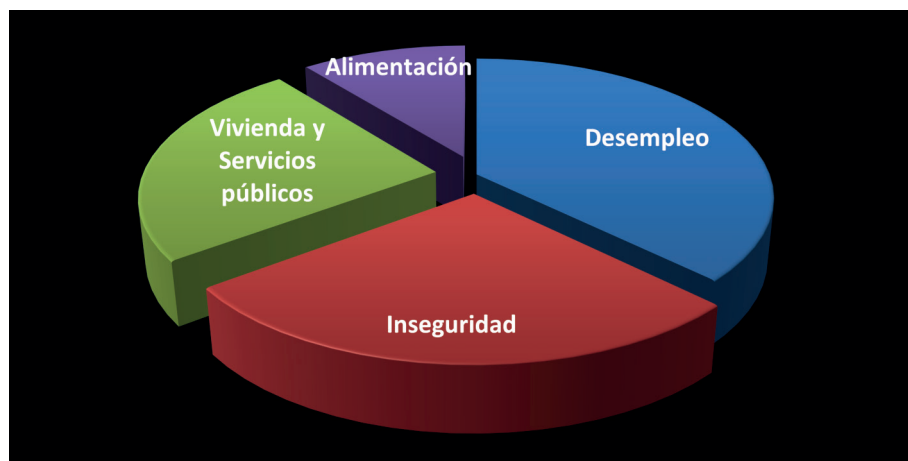 Alimentación
Desempleo
Vivienda y
Servicios
públicos
Inseguridad